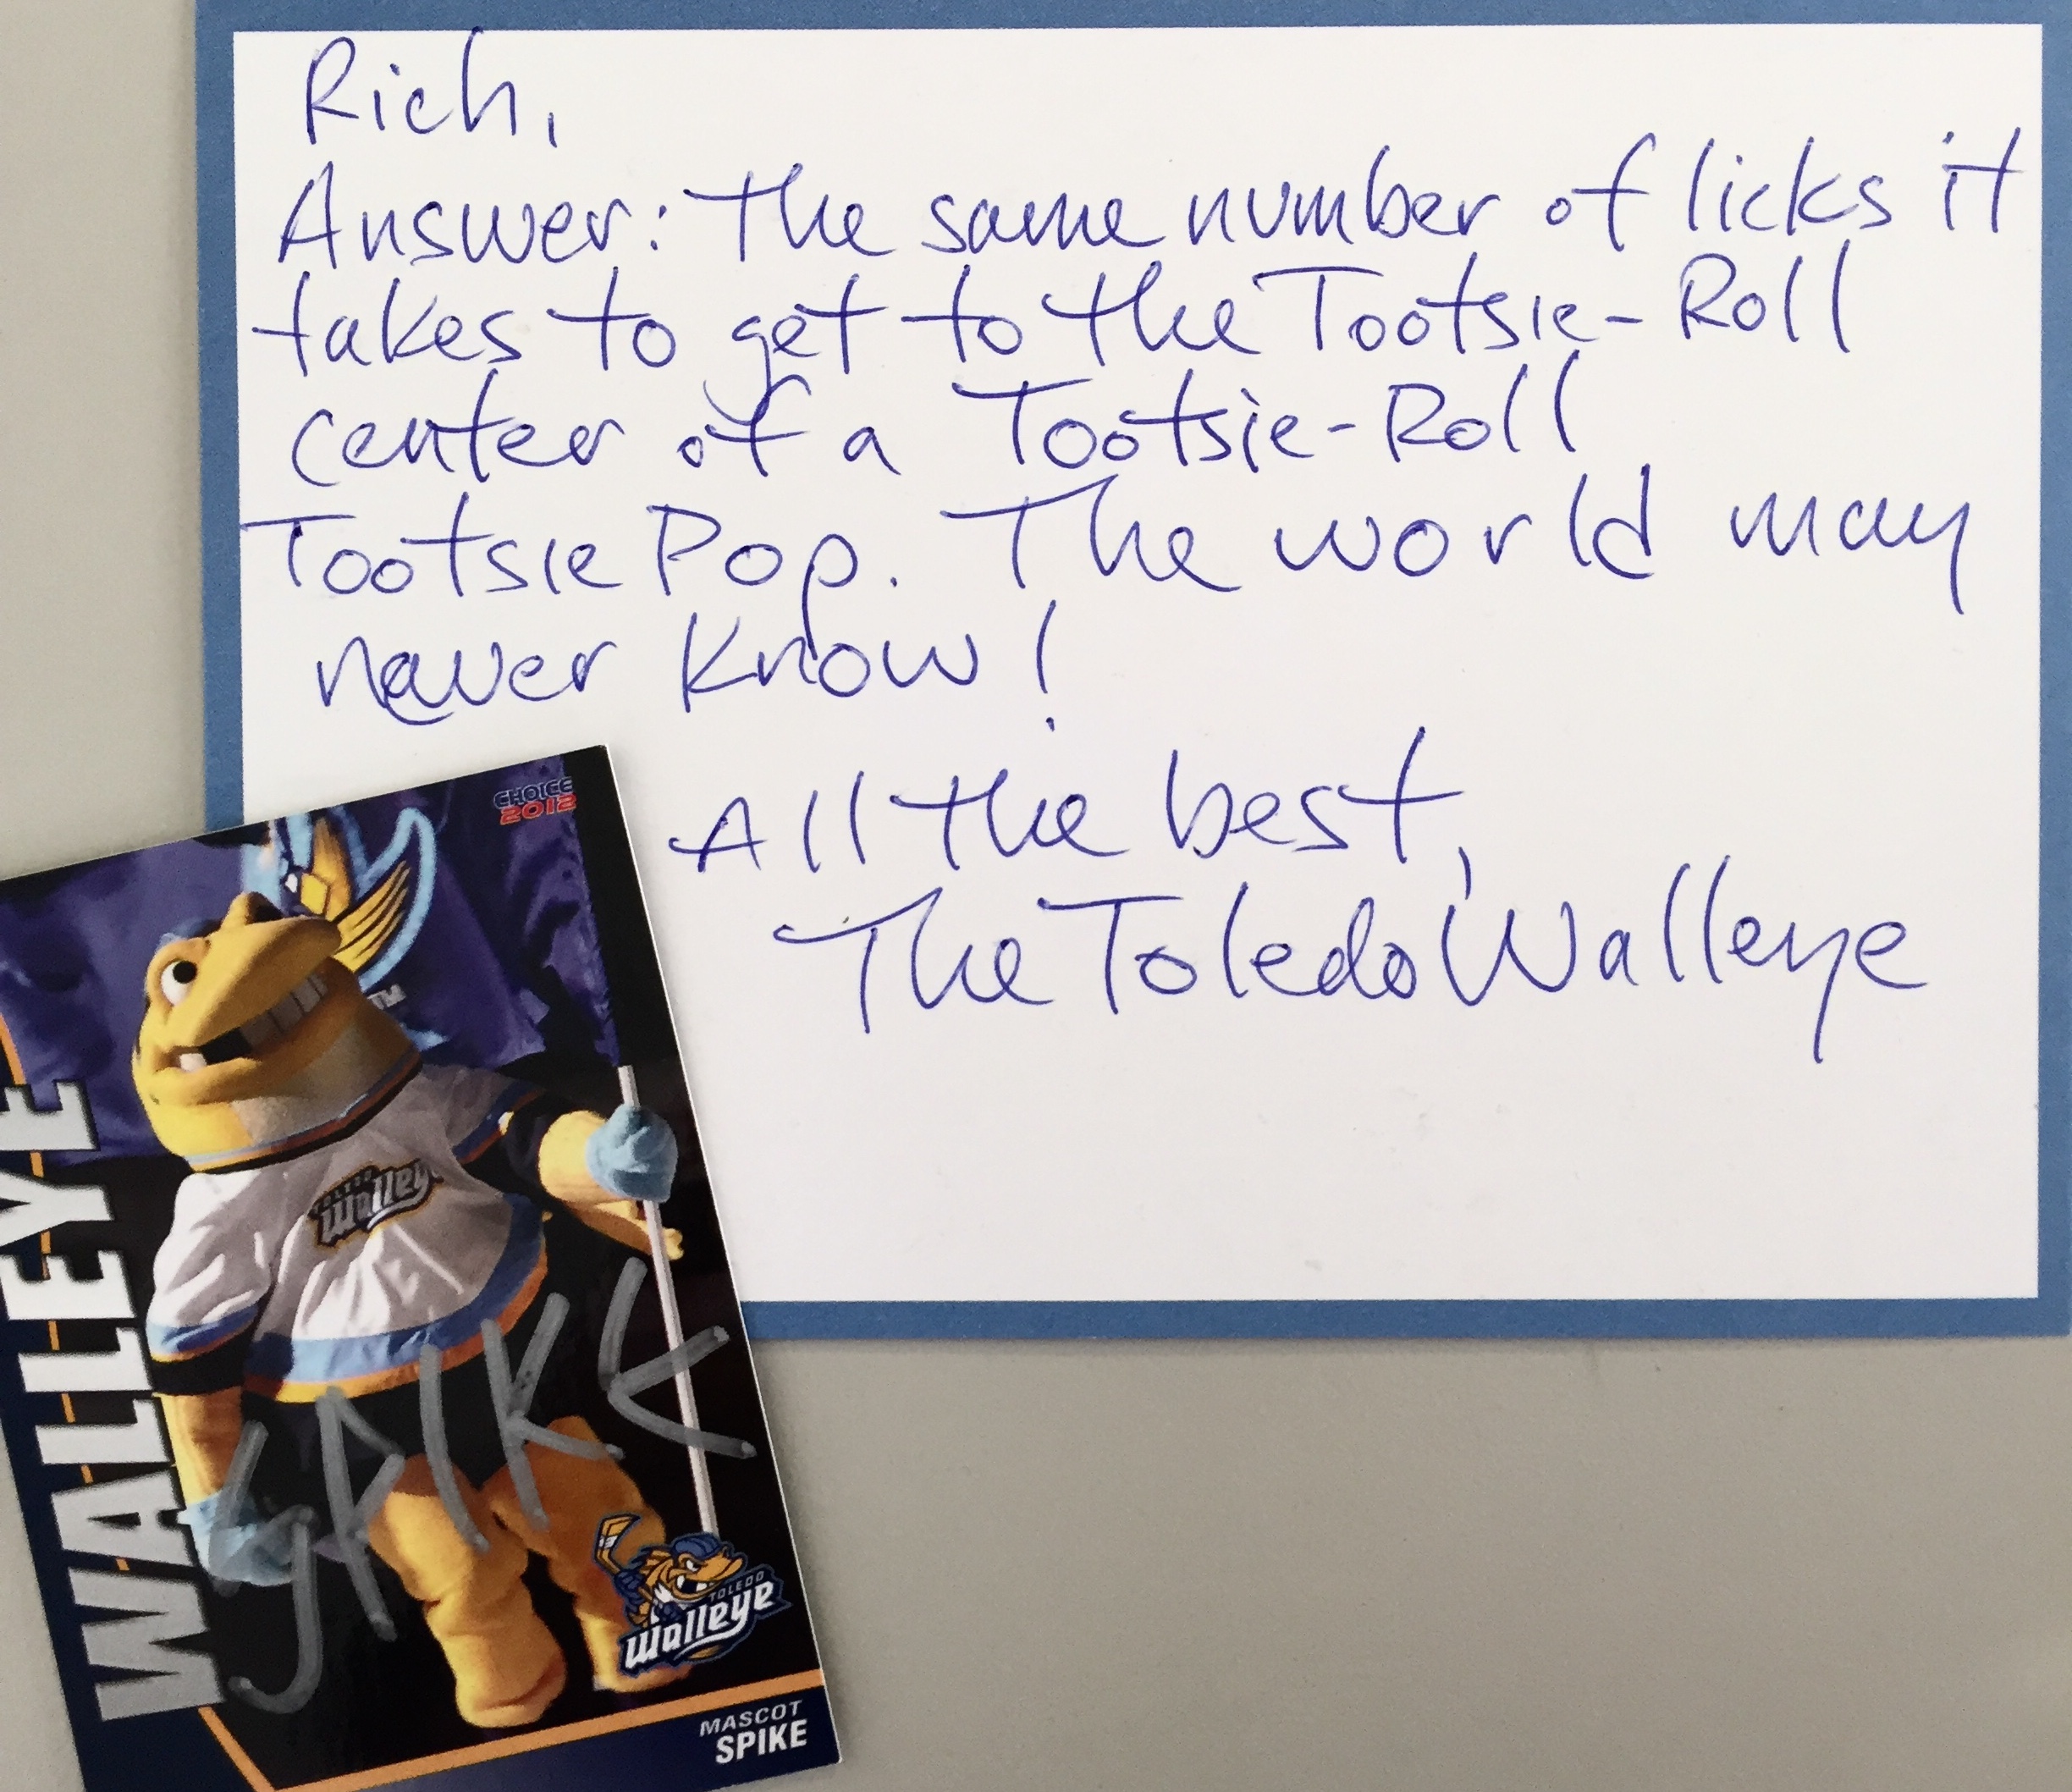 Rich,
Answer: The same number of licks it
takes to get to the Tootsie-Roll
center of a Tootsie-Roll
Tootsie Pop. The world may
never know!
All the best,
The Toledo Walleye
CHOICE
2012
WALLEYE
TM
TOLEDO
Walleye
SPIKE
TOLEDO
Walleye
MASCOT
SPIKE